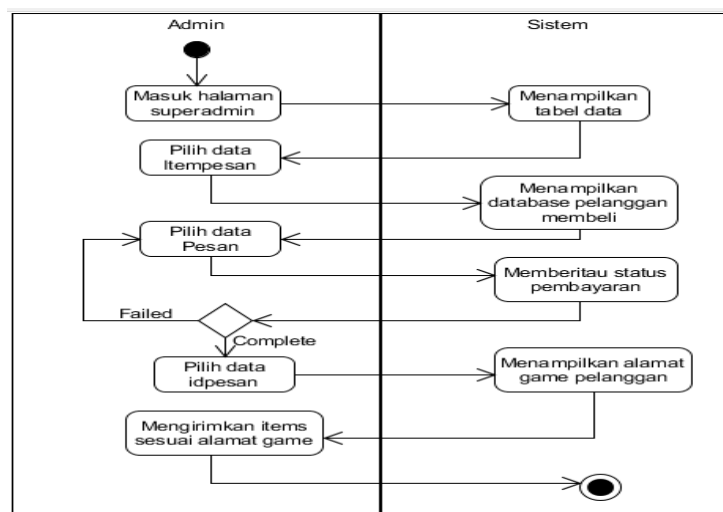 Admin
Sistem
Masuk halaman
superadmin
Menampilkan
tabel data
Pilih data
Itempesan
Menampilkan
database pelanggan
membeli
Pilih data
Pesan
Memberitau status
pembayaran
Failed
Complete
Pilih data
idpesan
Menampilkan alamat
game pelanggan
Mengirimkan items
sesuai alamat game